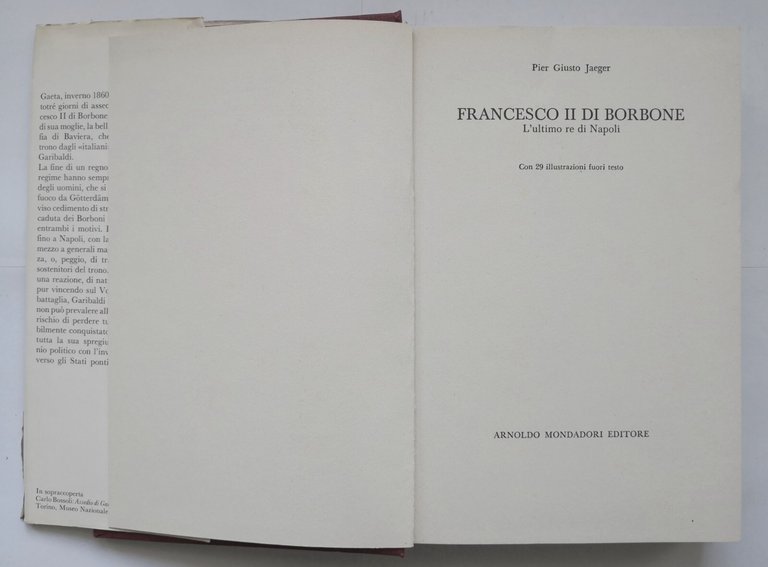 Gaeta, inverno 1860
totré giorni di assed
cesco II di Borbone
di sua moglie, la bell
fia di Baviera, che
trono dagli «italiani
Garibaldi.
La fine di un regno
regime hanno sempr
degli uomini, che si
fuoco da Götterdäm
viso cedimento di str
caduta dei Borboni
entrambi i motivi. I
fino a Napoli, con la
mezzo a generali ma
za, o, peggio, di tr
sostenitori del trono.
una reazione, di nat
pur vincendo sul Vo
battaglia, Garibaldi
non può prevalere all
rischio di perdere tu
bilmente conquistato
tutta la sua spregiu
nio politico con l'inv
verso gli Stati ponti
In sopraccoperta
Carlo Bossoli: Assedio di Gae
Torino, Museo Nazionale
Pier Giusto Jaeger
FRANCESCO II DI BORBONE
L'ultimo re di Napoli
Con 29 illustrazioni fuori testo
ARNOLDO MONDADORI EDITORE